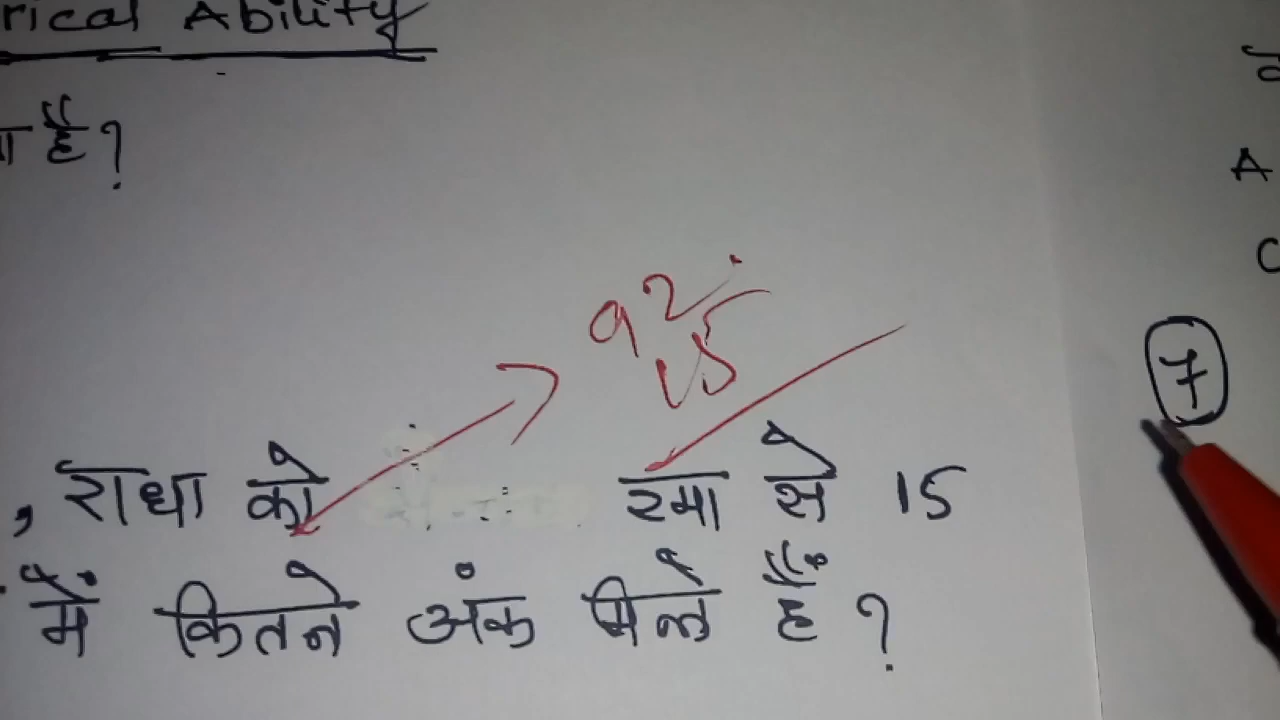 rical Ability
ा है?
92
15
, राधा को रमा से 15
में कितने अंक मिले हैं?
A
C
7